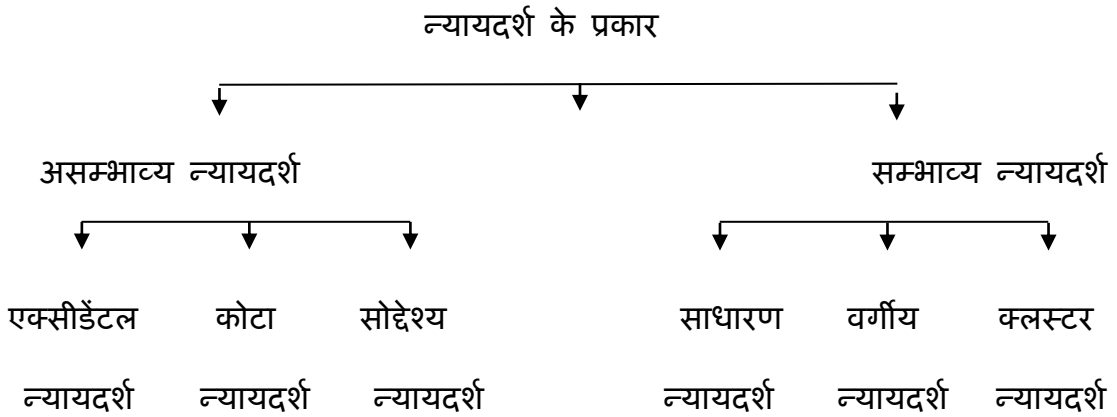 न्यायदर्श के प्रकार
असम्भाव्य न्यायदर्श सम्भाव्य न्यायदर्श
एक्सीडेंटल कोटा सोद्देश्य साधारण वर्गीय क्लस्टर
न्यायदर्श न्यायदर्श न्यायदर्श न्यायदर्श न्यायदर्श न्यायदर्श